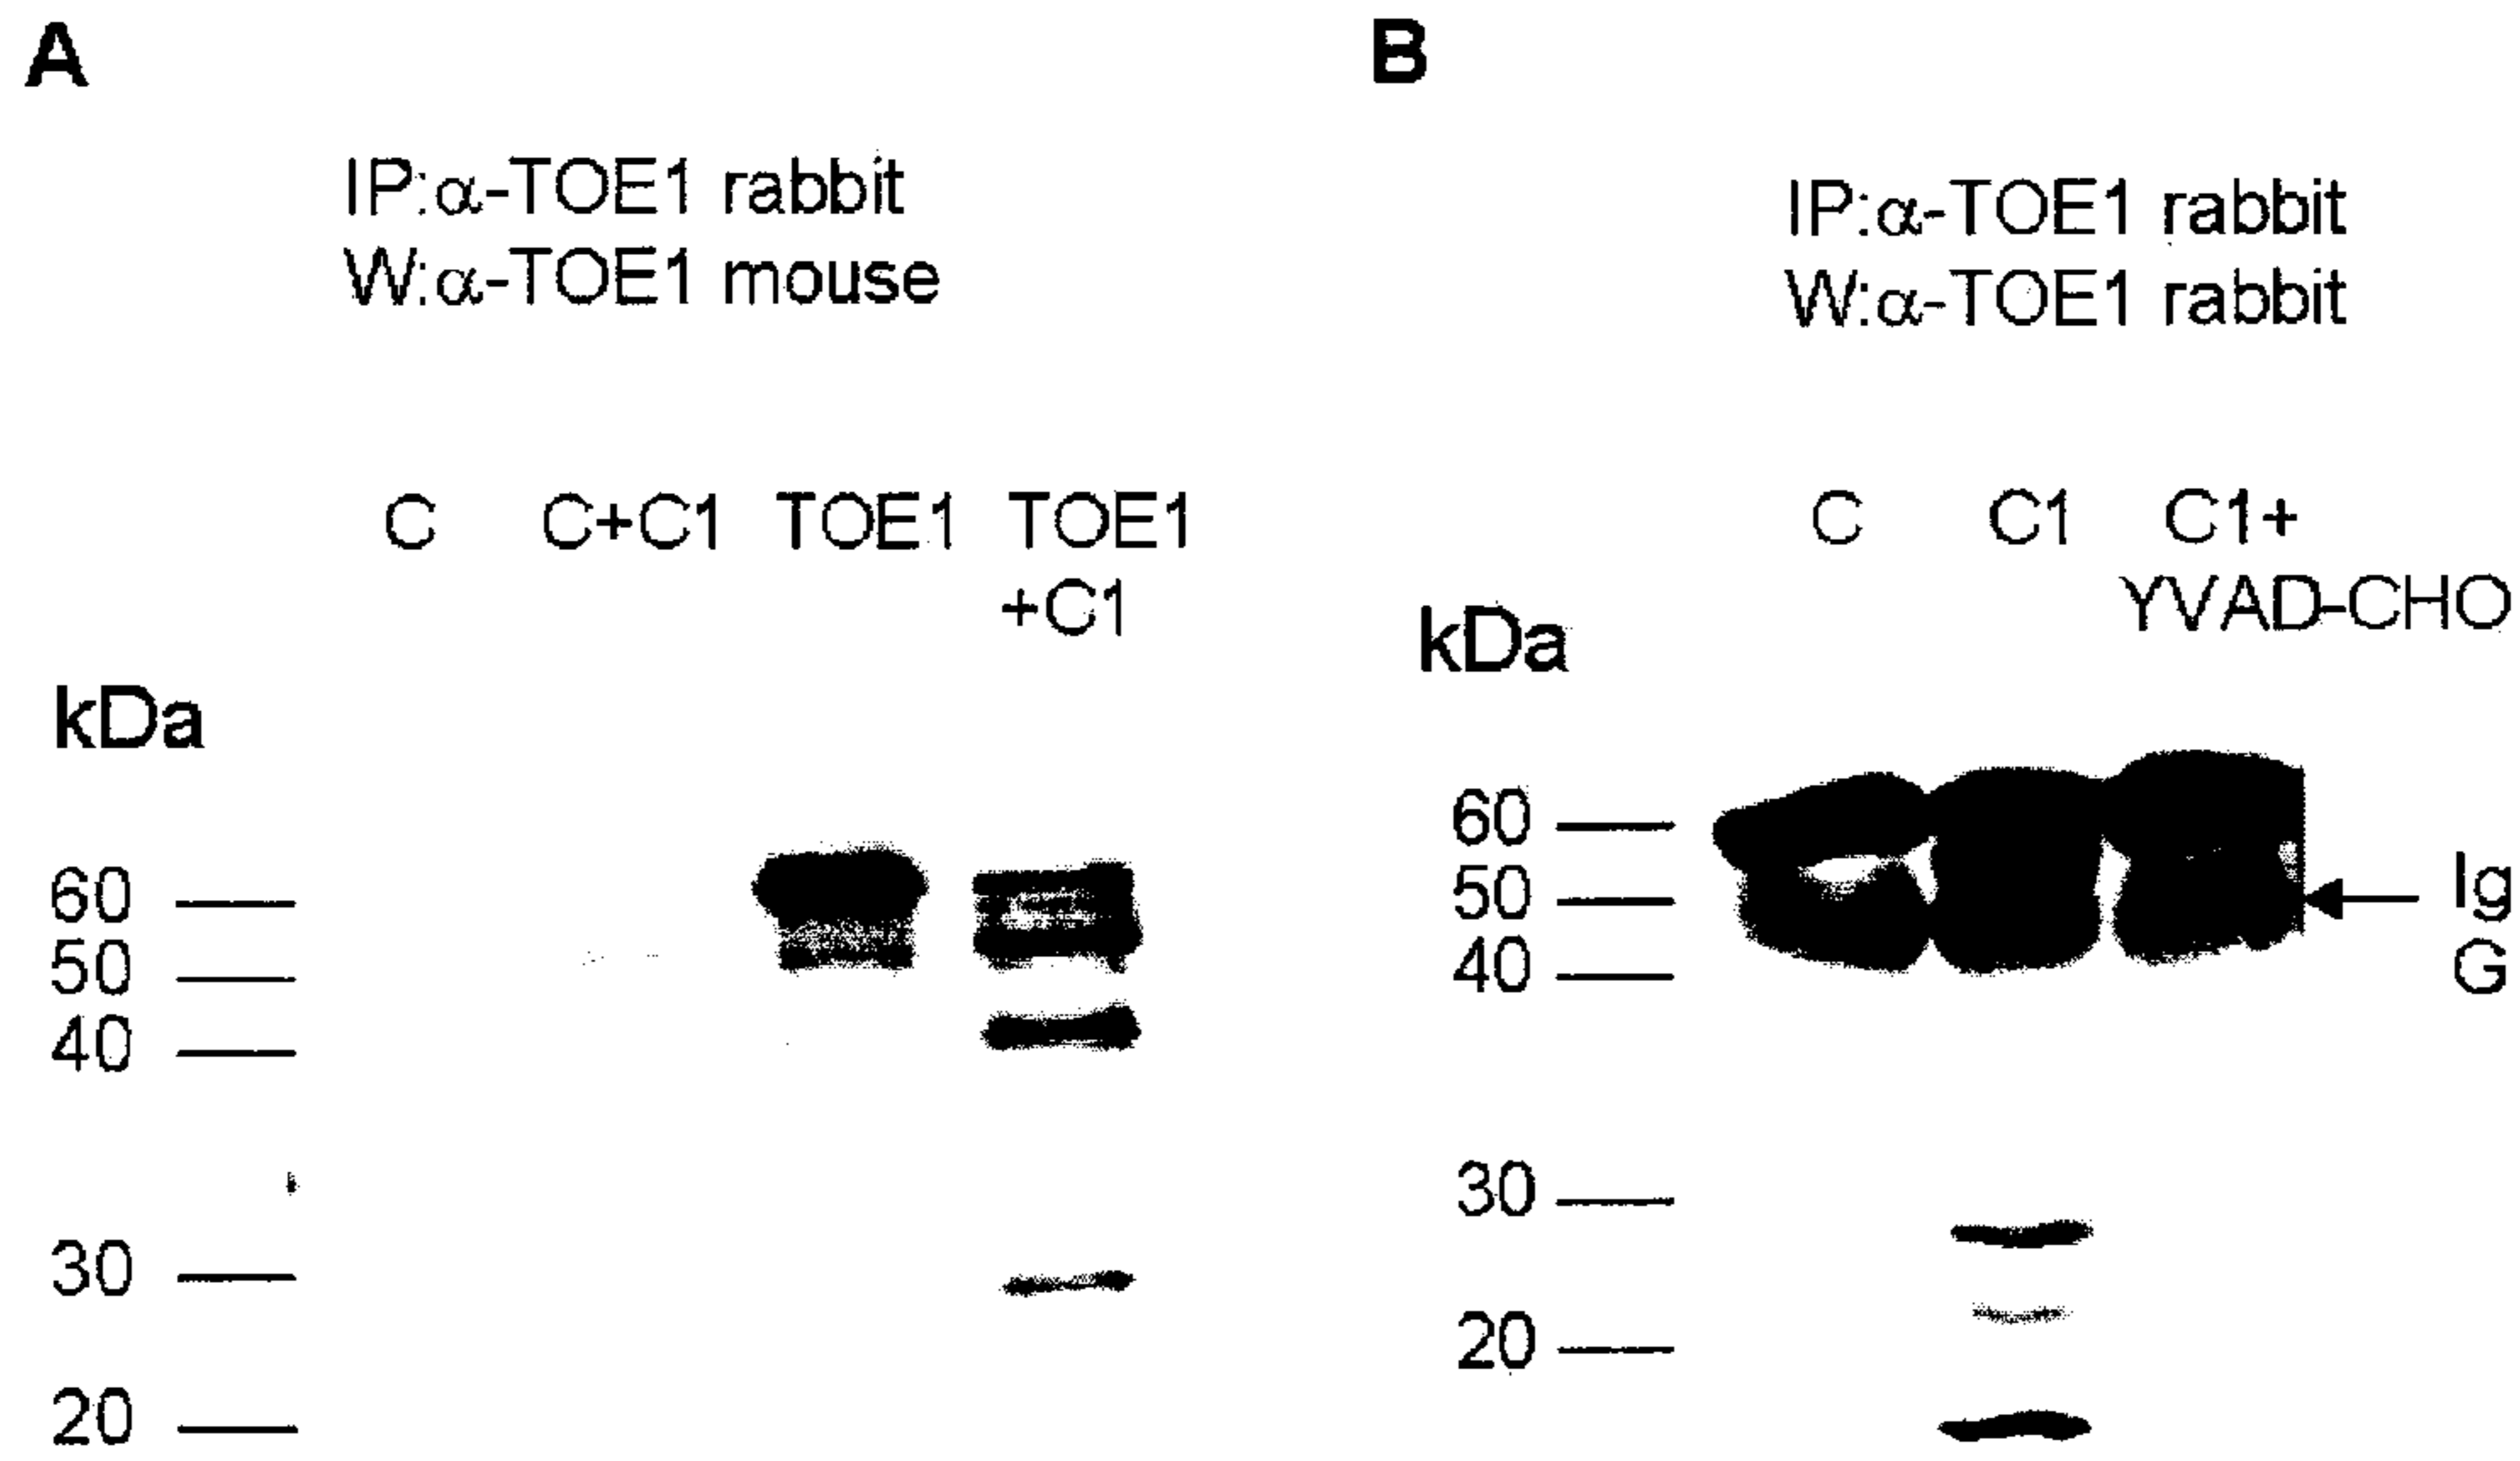 A
IP:α-TOE1 rabbit
W:α-TOE1 mouse
C C+C1 TOE1 TOE1
+C1
kDa
60
50
40
30
20
B
IP:α-TOE1 rabbit
W:α-TOE1 rabbit
C C1 C1+
YVAD-CHO
kDa
60
50
40
30
20
Ig
G